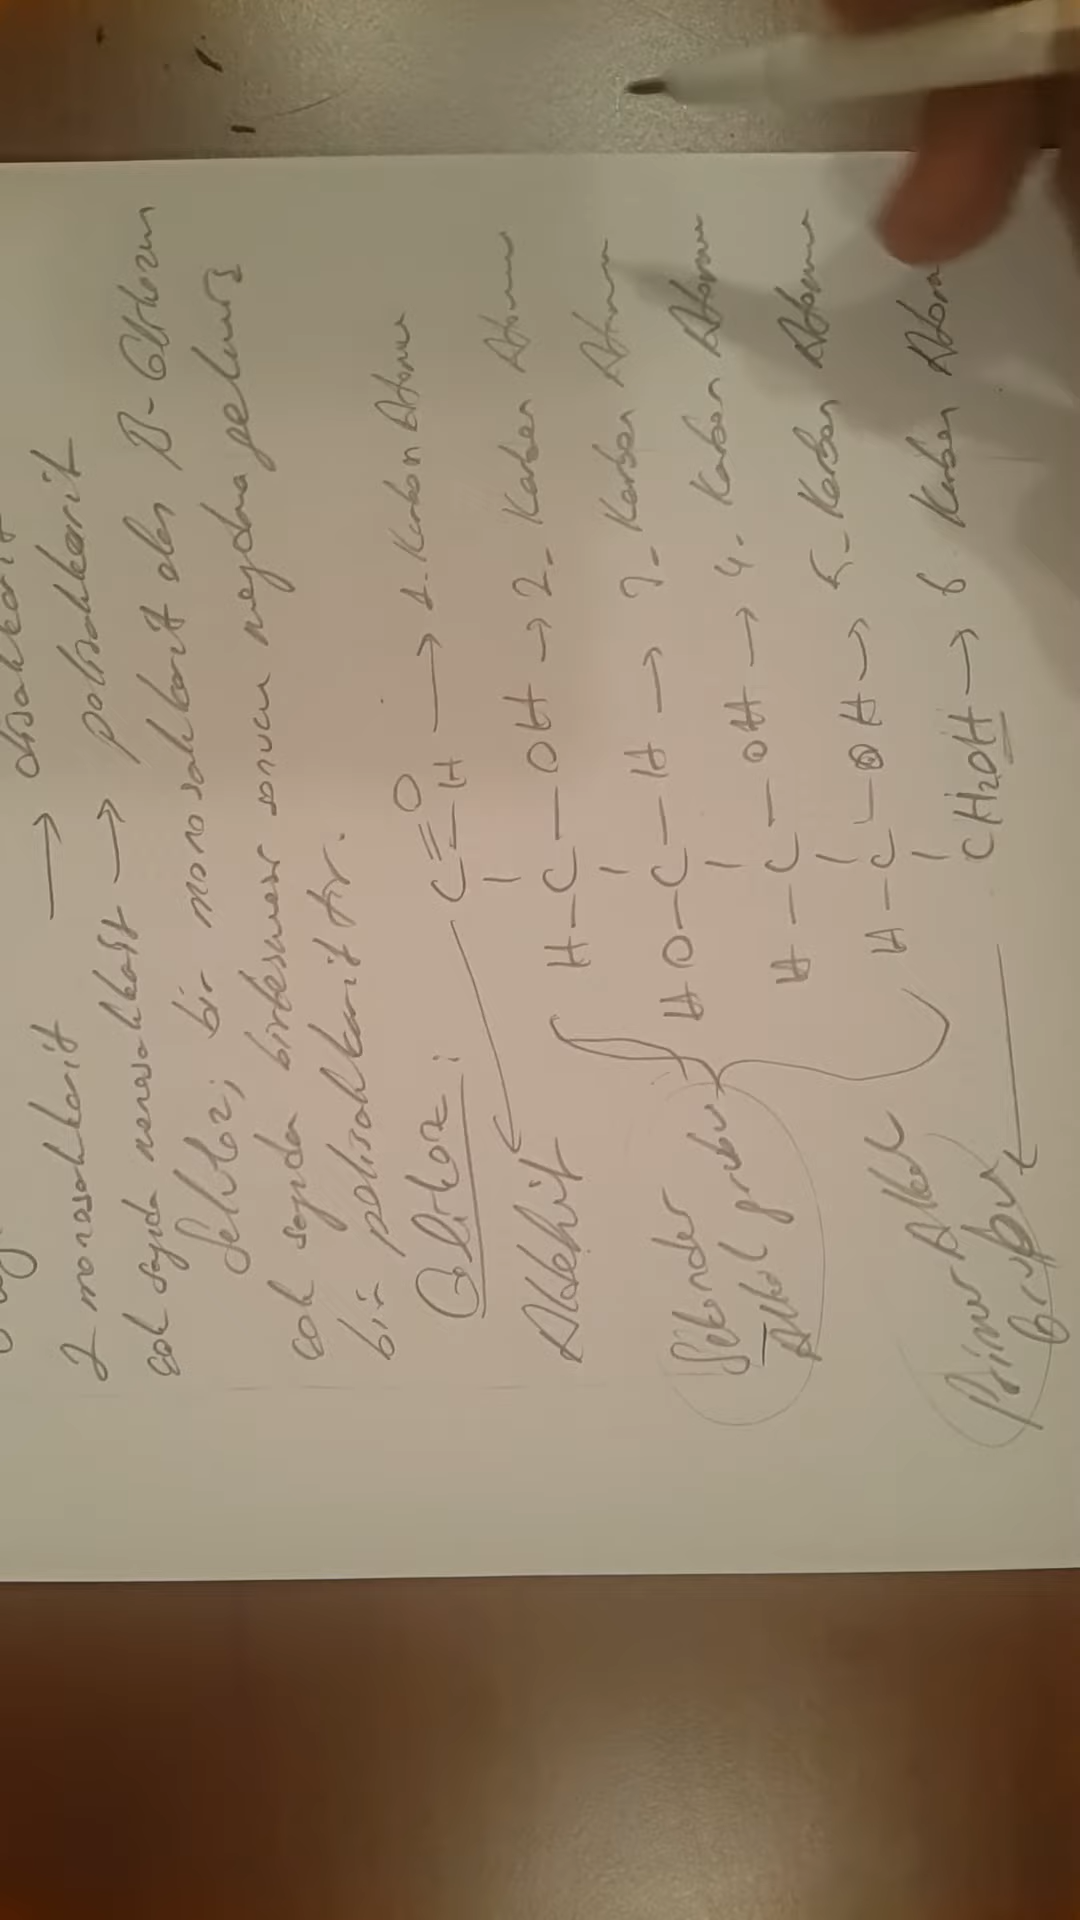 disakkarit
2 monosakkarit → disakkarit
çok sayıda monosakkarit → polisakkarit
Selüloz, bir monosakkarit olan D-Glikozun
çok sayıda birleşmesi sonucu meydana gelmiş
bir polisakkarittir.
Glikoz:
C=O
—H → 1. Karbon Atomu
Aldehit
H—C—OH → 2. Karbon Atomu
HO—C—H → 3. Karbon Atomu
Sekonder
Alkol grubu
H—C—OH → 4. Karbon Atomu
H—C—OH → 5. Karbon Atomu
CH2OH → 6. Karbon Atomu
Primer Alkol
Grubu